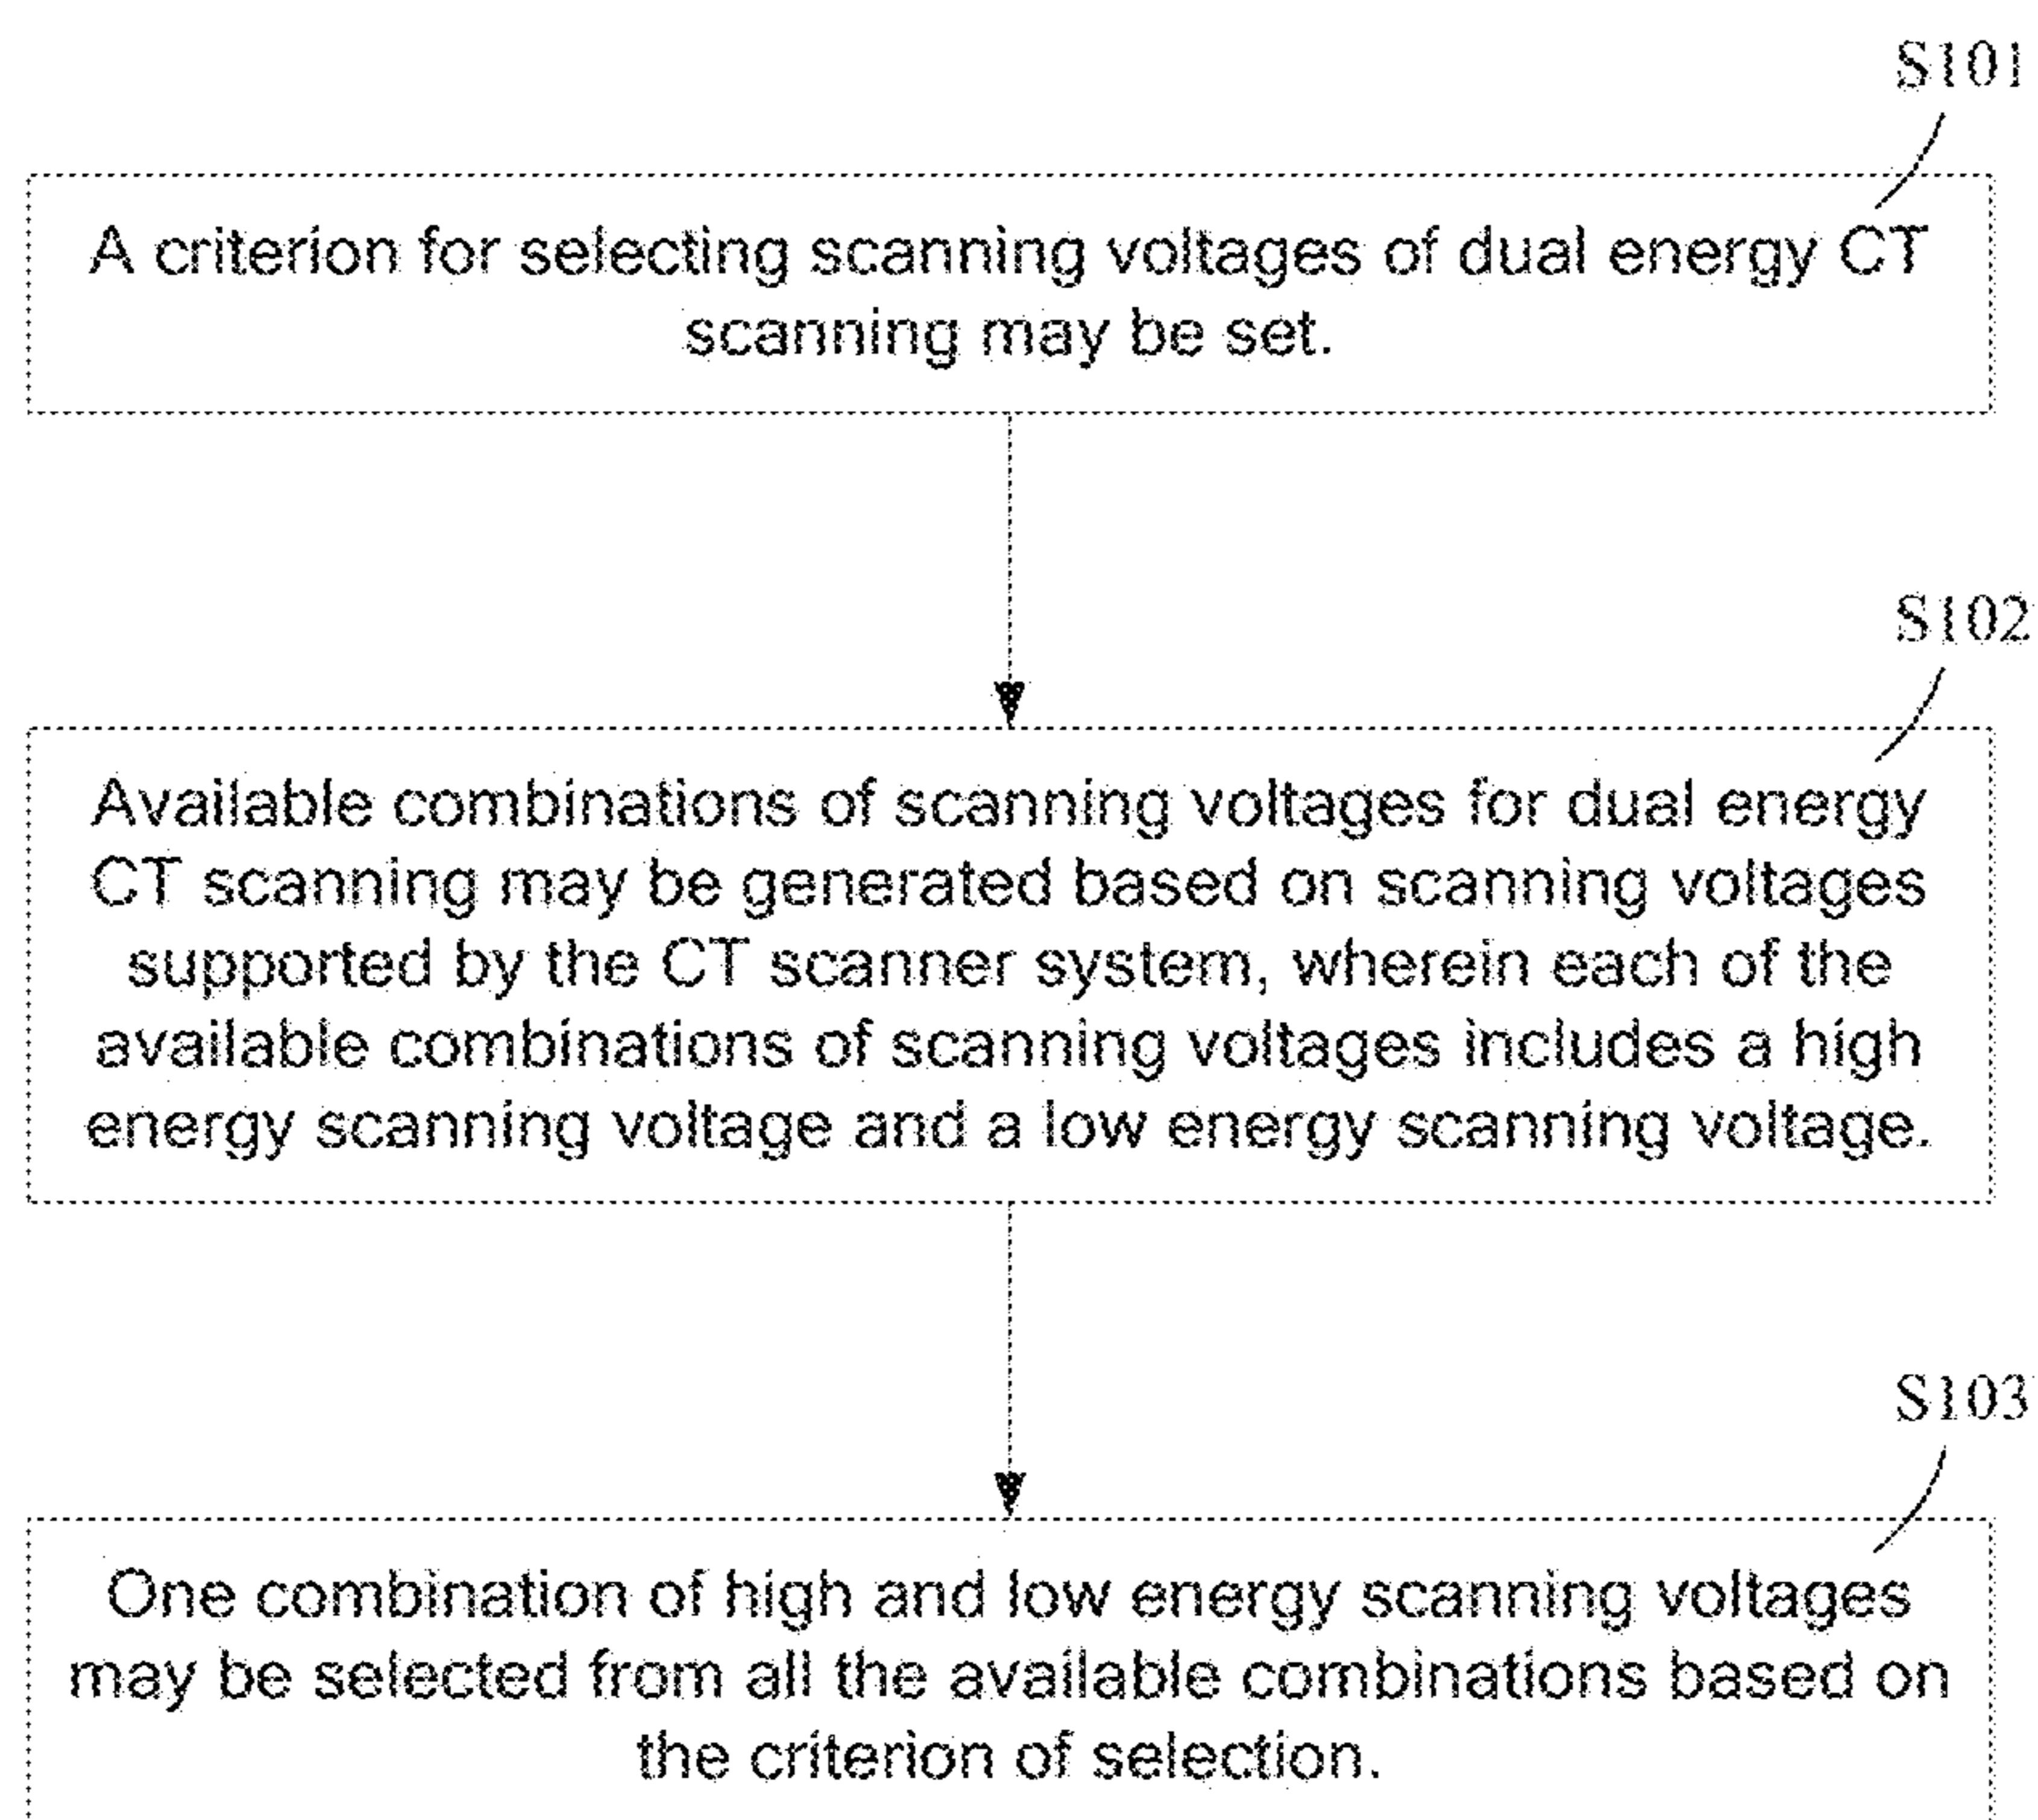 S101
A criterion for selecting scanning voltages of dual energy CT
scanning may be set.
S102
Available combinations of scanning voltages for dual energy
CT scanning may be generated based on scanning voltages
supported by the CT scanner system, wherein each of the
available combinations of scanning voltages includes a high
energy scanning voltage and a low energy scanning voltage.
S103
One combination of high and low energy scanning voltages
may be selected from all the available combinations based on
the criterion of selection.